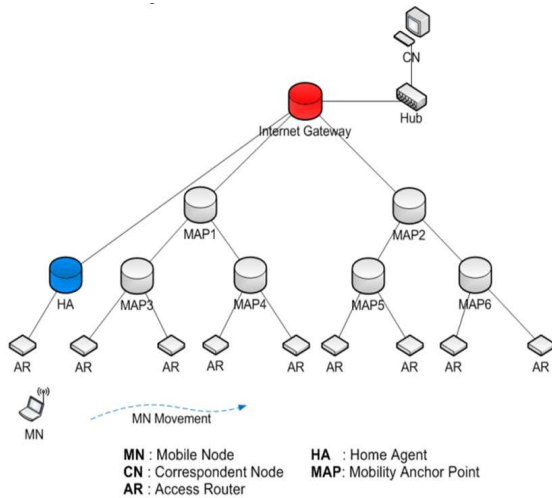 CN
Hub
Internet Gateway
MAP1
MAP2
HA
MAP3
MAP4
MAP5
MAP6
AR
AR
AR
AR
AR
AR
AR
AR
AR
MN
MN Movement
MN : Mobile Node
HA : Home Agent
CN : Correspondent Node
MAP: Mobility Anchor Point
AR : Access Router